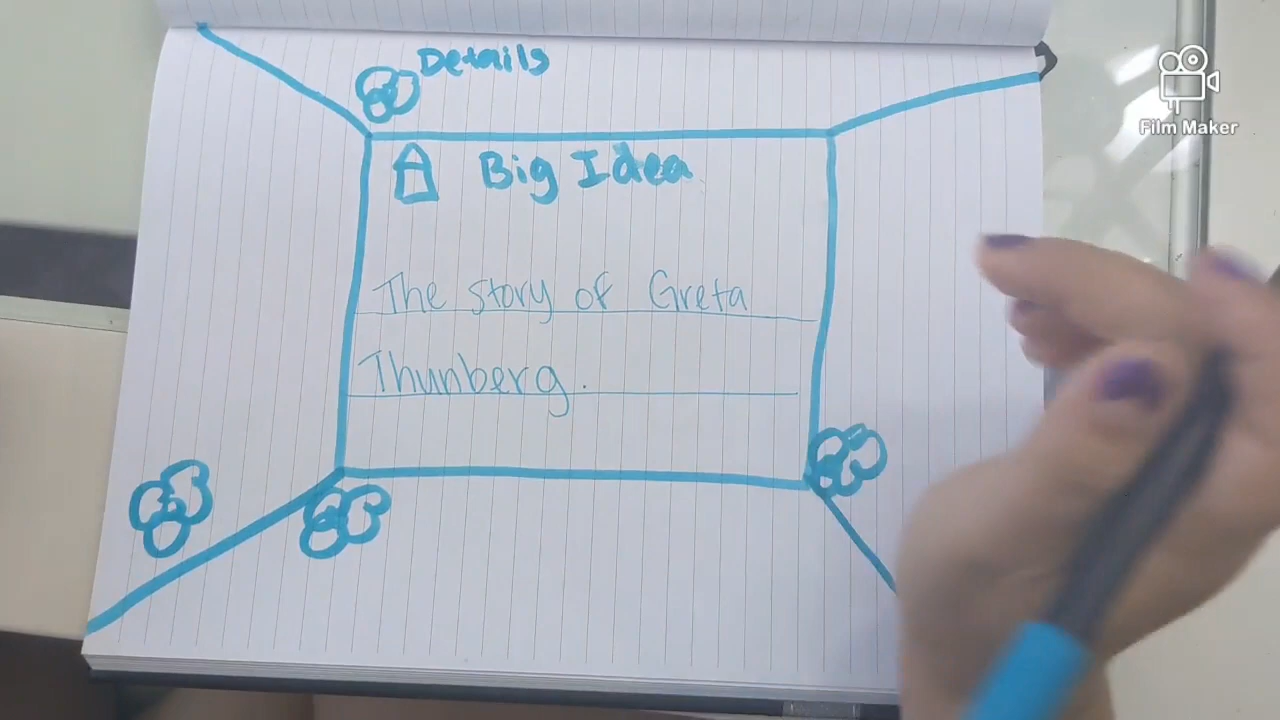 Details
Big Idea
The story of Greta
Thunberg.
Film Maker